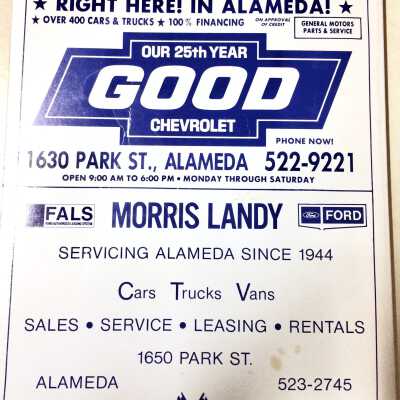 ★ RIGHT HERE! IN ALAMEDA! ★
★ OVER 400 CARS & TRUCKS ★ 100% FINANCING
ON APPROVAL
OF CREDIT
GENERAL MOTORS
PARTS & SERVICE
OUR 25th YEAR
GOOD
CHEVROLET
PHONE NOW!
1630 PARK ST., ALAMEDA 522-9221
OPEN 9:00 AM TO 6:00 PM • MONDAY THROUGH SATURDAY
FALS
MORRIS LANDY
Ford
FORD
SERVICING ALAMEDA SINCE 1944
Cars Trucks Vans
SALES • SERVICE • LEASING • RENTALS
1650 PARK ST.
ALAMEDA 523-2745